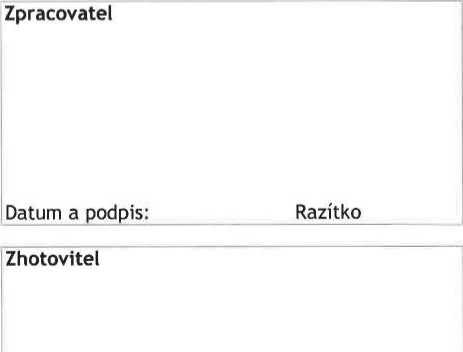 Zpracovatel
Datum a podpis: Razítko
Zhotovitel